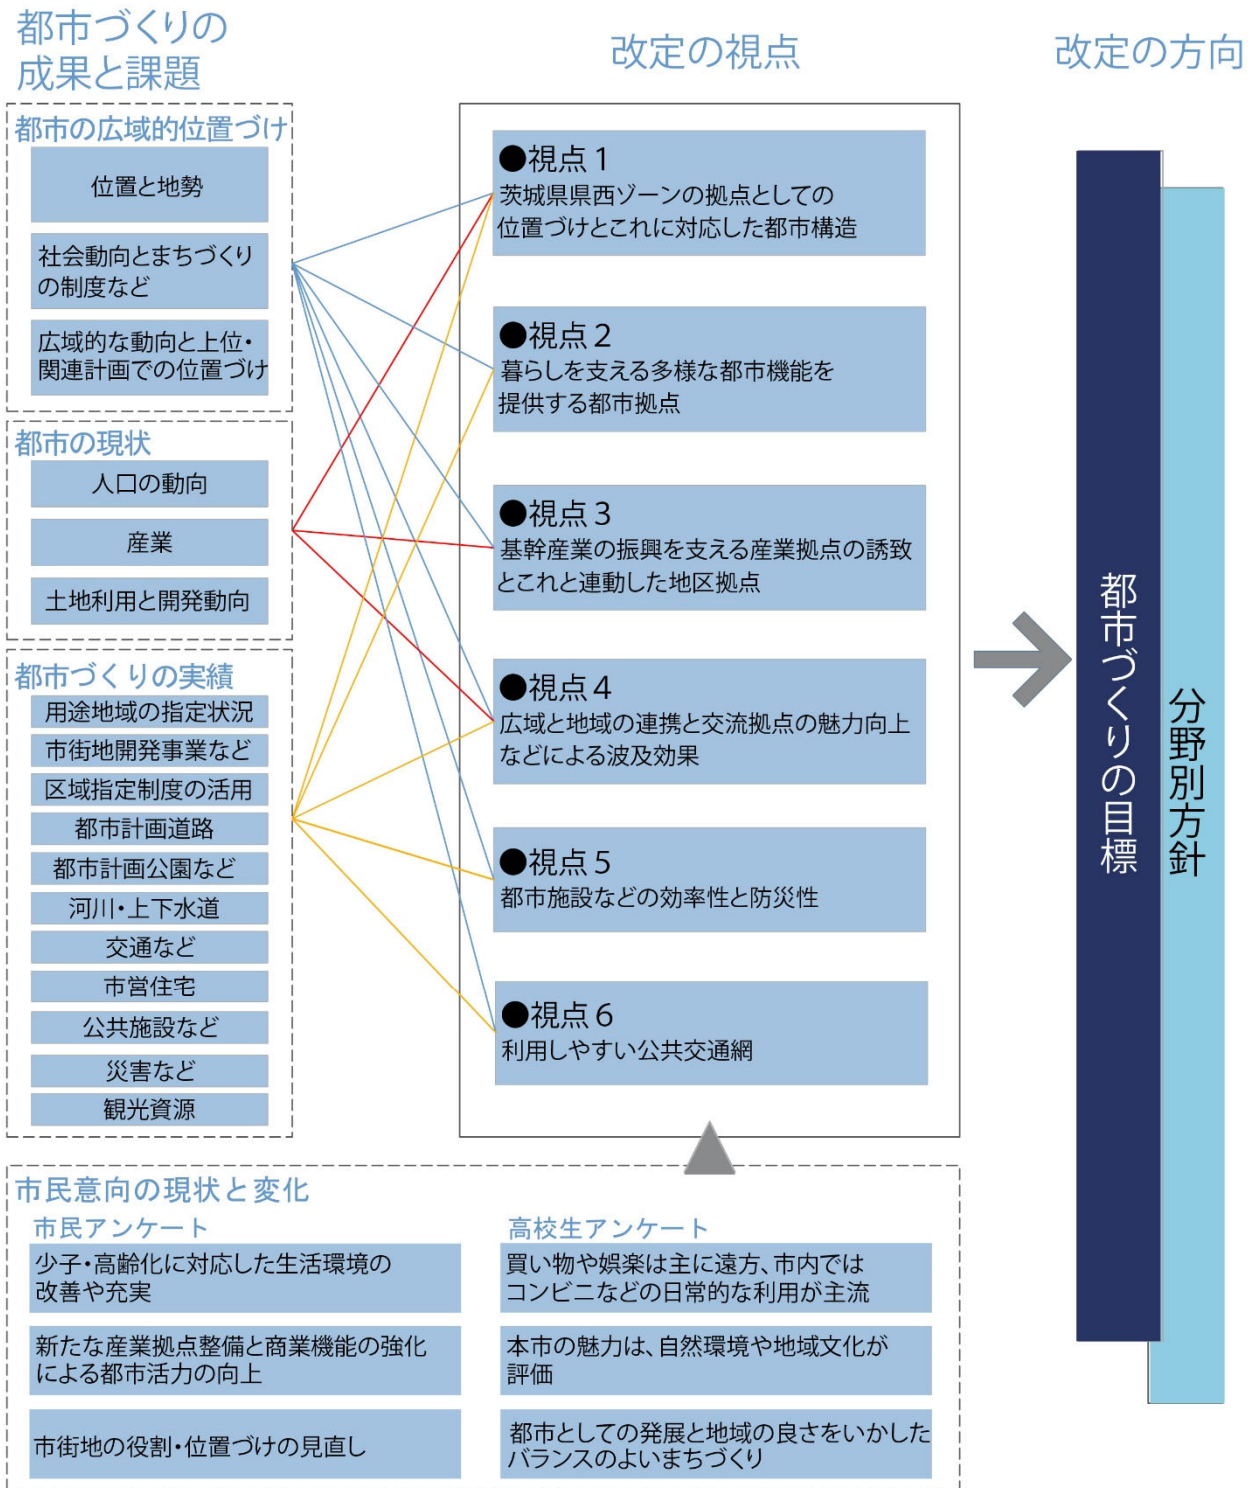 都市づくりの
成果と課題
改定の視点
改定の方向
都市の広域的位置づけ
位置と地勢
社会動向とまちづくり
の制度など
広域的な動向と上位・
関連計画での位置づけ
都市の現状
人口の動向
産業
土地利用と開発動向
都市づくりの実績
用途地域の指定状況
市街地開発事業など
区域指定制度の活用
都市計画道路
都市計画公園など
河川・上下水道
交通など
市営住宅
公共施設など
災害など
観光資源
●視点1
茨城県県西ゾーンの拠点としての
位置づけとこれに対応した都市構造
●視点2
暮らしを支える多様な都市機能を
提供する都市拠点
●視点3
基幹産業の振興を支える産業拠点の誘致
とこれと連動した地区拠点
●視点4
広域と地域の連携と交流拠点の魅力向上
などによる波及効果
●視点5
都市施設などの効率性と防災性
●視点6
利用しやすい公共交通網
都市づくりの目標
分野別方針
市民意向の現状と変化
市民アンケート
少子・高齢化に対応した生活環境の
改善や充実
新たな産業拠点整備と商業機能の強化
による都市活力の向上
市街地の役割・位置づけの見直し
高校生アンケート
買い物や娯楽は主に遠方、市内では
コンビニなどの日常的な利用が主流
本市の魅力は、自然環境や地域文化が
評価
都市としての発展と地域の良さをいかした
バランスのよいまちづくり